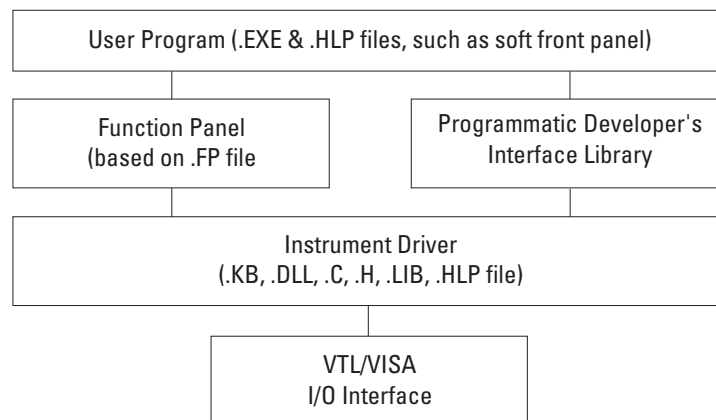 User Program (.EXE & .HLP files, such as soft front panel)
Function Panel
(based on .FP file
Programmatic Developer's
Interface Library
Instrument Driver
(.KB, .DLL, .C, .H, .LIB, .HLP file)
VTL/VISA
I/O Interface